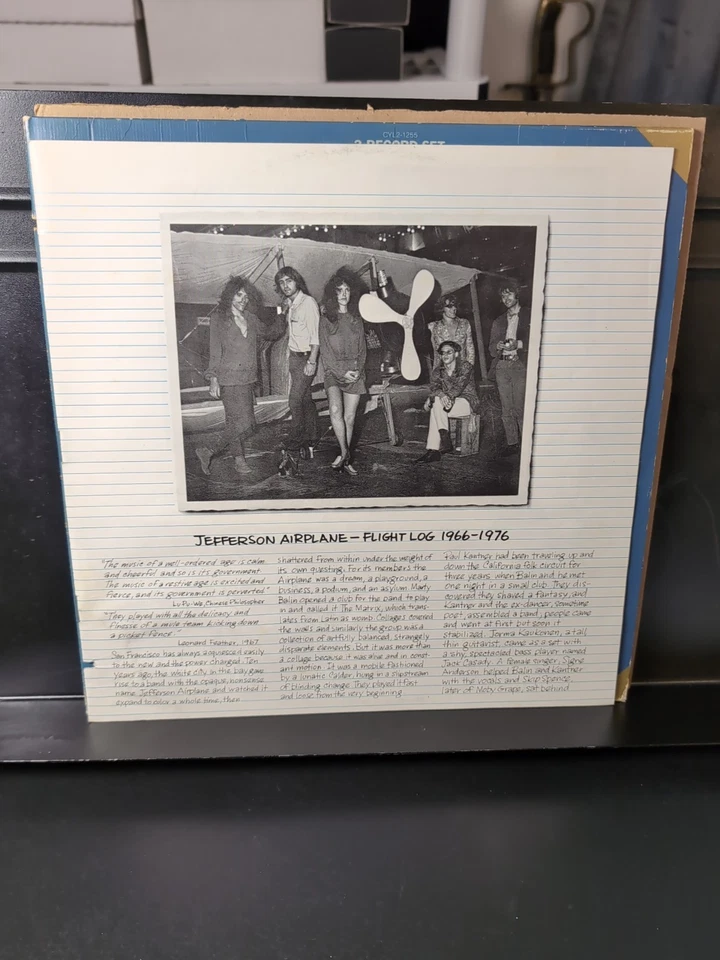 CYL2-1255
2 RECORD SET
JEFFERSON AIRPLANE — FLIGHT LOG 1966-1976
"The music of a well-ordered age is calm
and cheerful and so is its government
The music of a restive age is excited and
fierce, and its government is perverted"
Lu Pu-We, Chinese Philosopher
"They played with all the delicacy and
finesse of a mule team kicking down
a picket fence"
Leonard Feather, 1967
San Francisco has always acquiesced easily
to the new and the power charged. Ten
years ago, the white city in the bay gave
rise to a band with the opaque, nonsense
name Jefferson Airplane and watched it
expand to color a whole time, then
shattered from within under the weight of
its own questing. For its members the
Airplane was a dream, a playground, a
business, a podium, and an asylum. Marty
Balin opened a club for the band to play
in and called it The Matrix, which trans-
lates from Latin as womb. Collages covered
the walls and similarly the group was a
collection of artfully balanced, strangely
disparate elements, but it was more than
a collage because it was alive and in const-
ant motion. It was a mobile fashioned
by a lunatic Calder, hung in a slipstream
of blinding change. They played it fast
and loose from the very beginning
Paul Kantner had been traveling up and
down the California folk circuit for
three years when Balin and he met
one night in a small club. They dis-
covered they shared a fantasy, and
Kantner and the ex-dancer, sometime
poet, assembled a band; people came
and went at first but soon it
stabilized. Jorma Kaukonen, a tall
thin guitarist, came as a set with
a shy, spectacled bass player named
Jack Casady. A female singer, Signe
Anderson helped Balin and Kantner
with the vocals and Skip Spence,
later of Moby Grape, sat behind